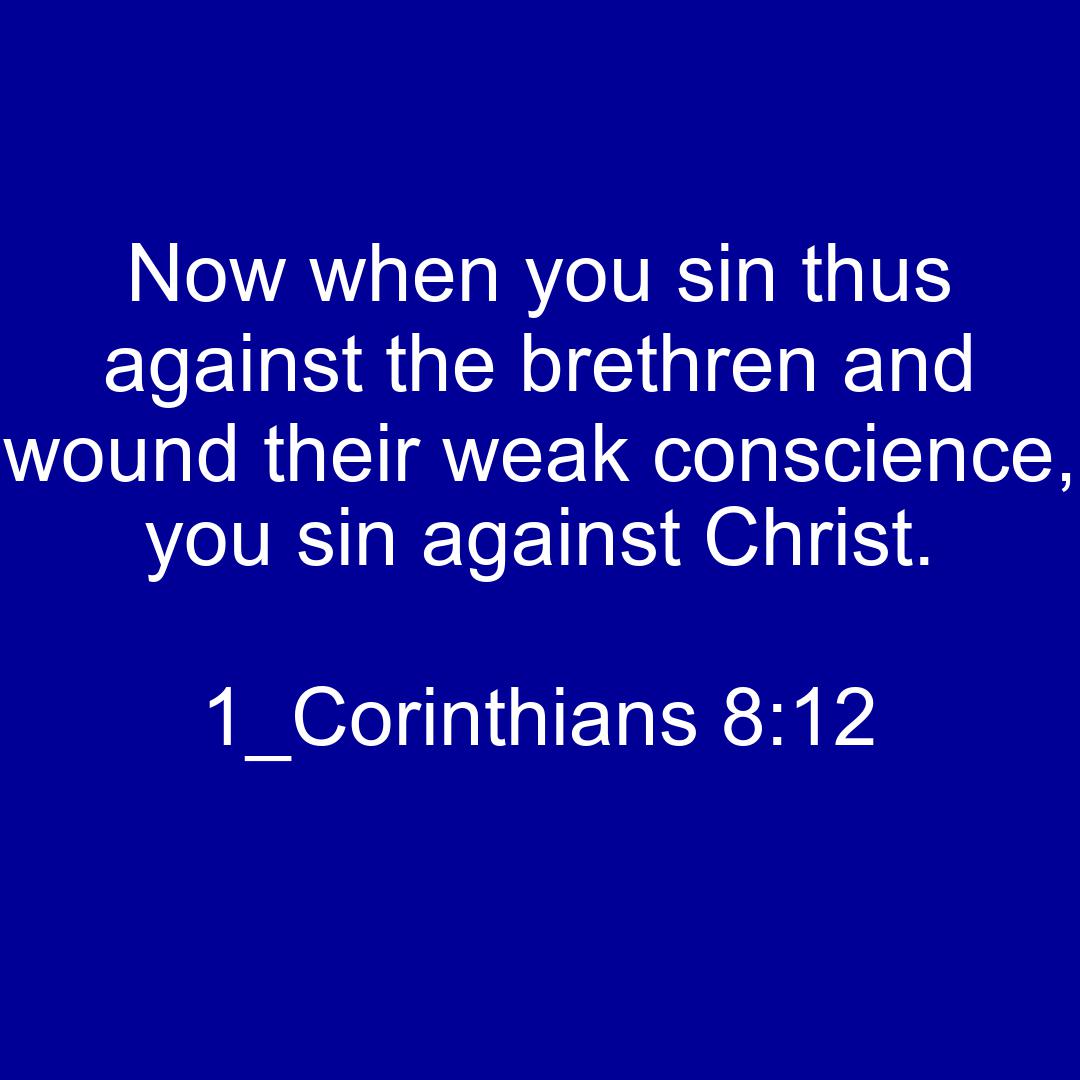 Now when you sin thus
against the brethren and
wound their weak conscience,
you sin against Christ.
1_Corinthians 8:12